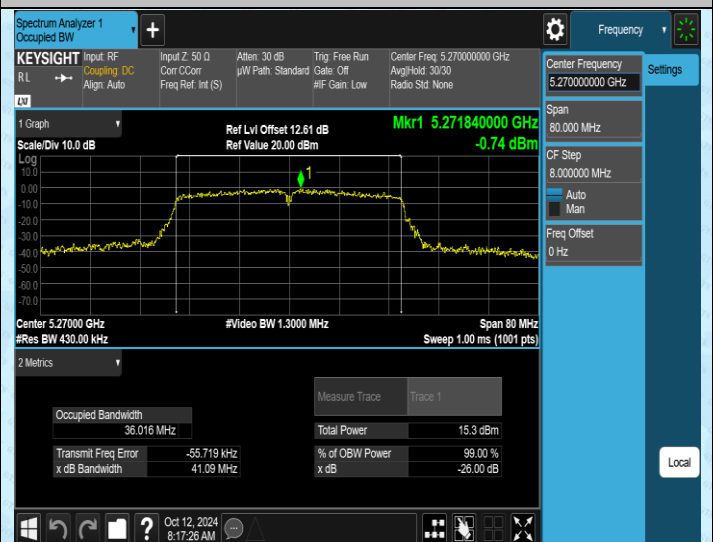 Spectrum Analyzer 1
Occupied BW
Frequency
KEYSIGHT
RL
Input: RF
Coupling: DC
Align: Auto
Input Z: 50 Ω
Corr CCorr
Freq Ref: Int (S)
Atten: 30 dB
µW Path: Standard
Trig: Free Run
Gate: Off
#IF Gain: Low
Center Freq: 5.270000000 GHz
Avg|Hold: 30/30
Radio Std: None
LXI
1 Graph
Scale/Div 10.0 dB
Ref Lvl Offset 12.61 dB
Ref Value 20.00 dBm
Mkr1 5.271840000 GHz
-0.74 dBm
Log
10.0
0.00
-10.0
-20.0
-30.0
-40.0
-50.0
-60.0
-70.0
1
Center 5.27000 GHz
#Video BW 1.3000 MHz
Span 80 MHz
#Res BW 430.00 kHz
Sweep 1.00 ms (1001 pts)
2 Metrics
Measure Trace
Trace 1
Occupied Bandwidth
36.016 MHz
Total Power
15.3 dBm
Transmit Freq Error
-55.719 kHz
% of OBW Power
99.00 %
x dB Bandwidth
41.09 MHz
x dB
-26.00 dB
Center Frequency
5.270000000 GHz
Settings
Span
80.000 MHz
CF Step
8.000000 MHz
Auto
Man
Freq Offset
0 Hz
Local
Oct 12, 2024
8:17:26 AM